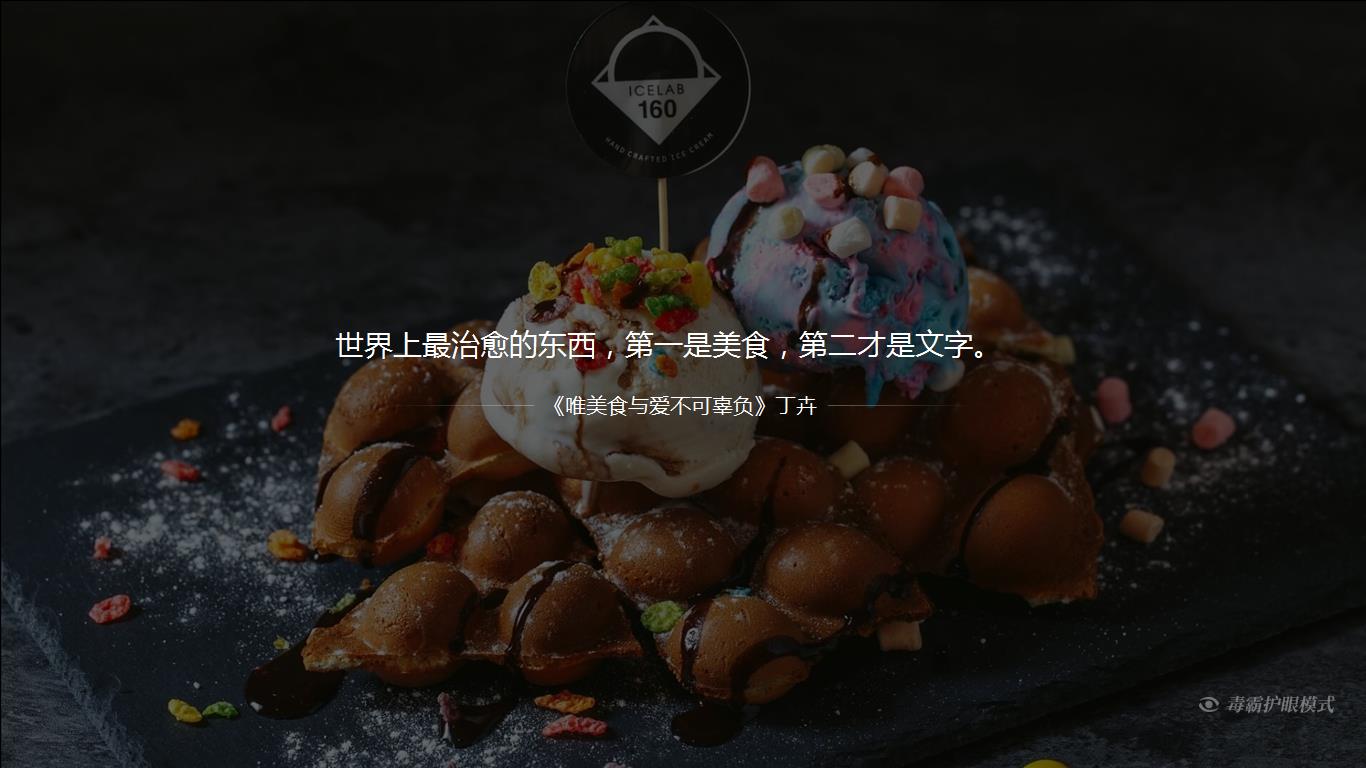 ICELAB
160
HAND CRAFTED ICE CREAM
世界上最治愈的东西，第一是美食，第二才是文字。
《唯美食与爱不可辜负》丁卉
毒霸护眼模式